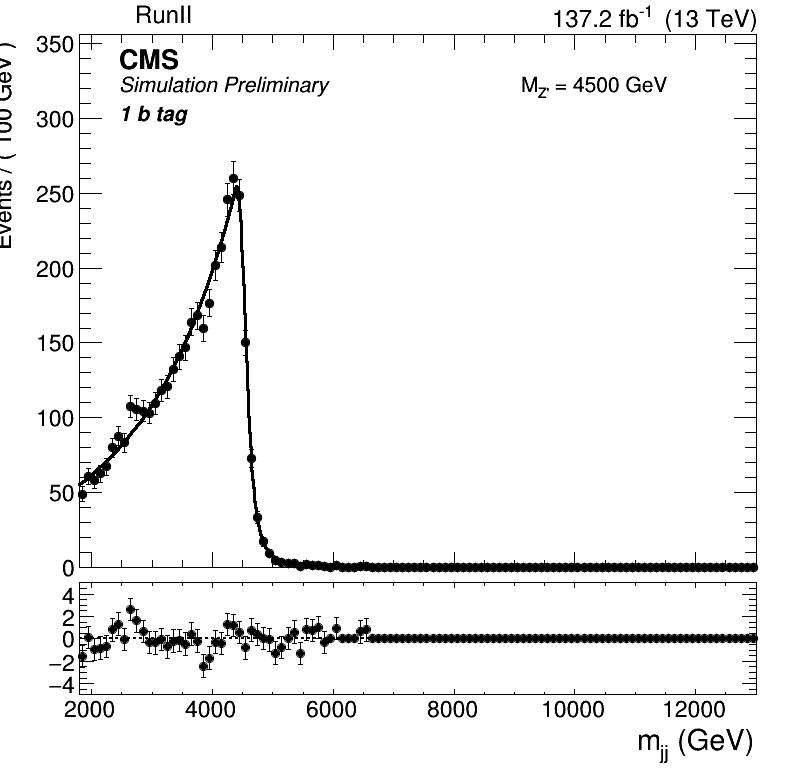 RunII
137.2 fb-1 (13 TeV)
CMS
Simulation Preliminary
MZ' = 4500 GeV
1 b tag
Events / ( 100 GeV )
350
300
250
200
150
100
50
0
4
2
0
−2
−4
2000 4000 6000 8000 10000 12000
mjj (GeV)